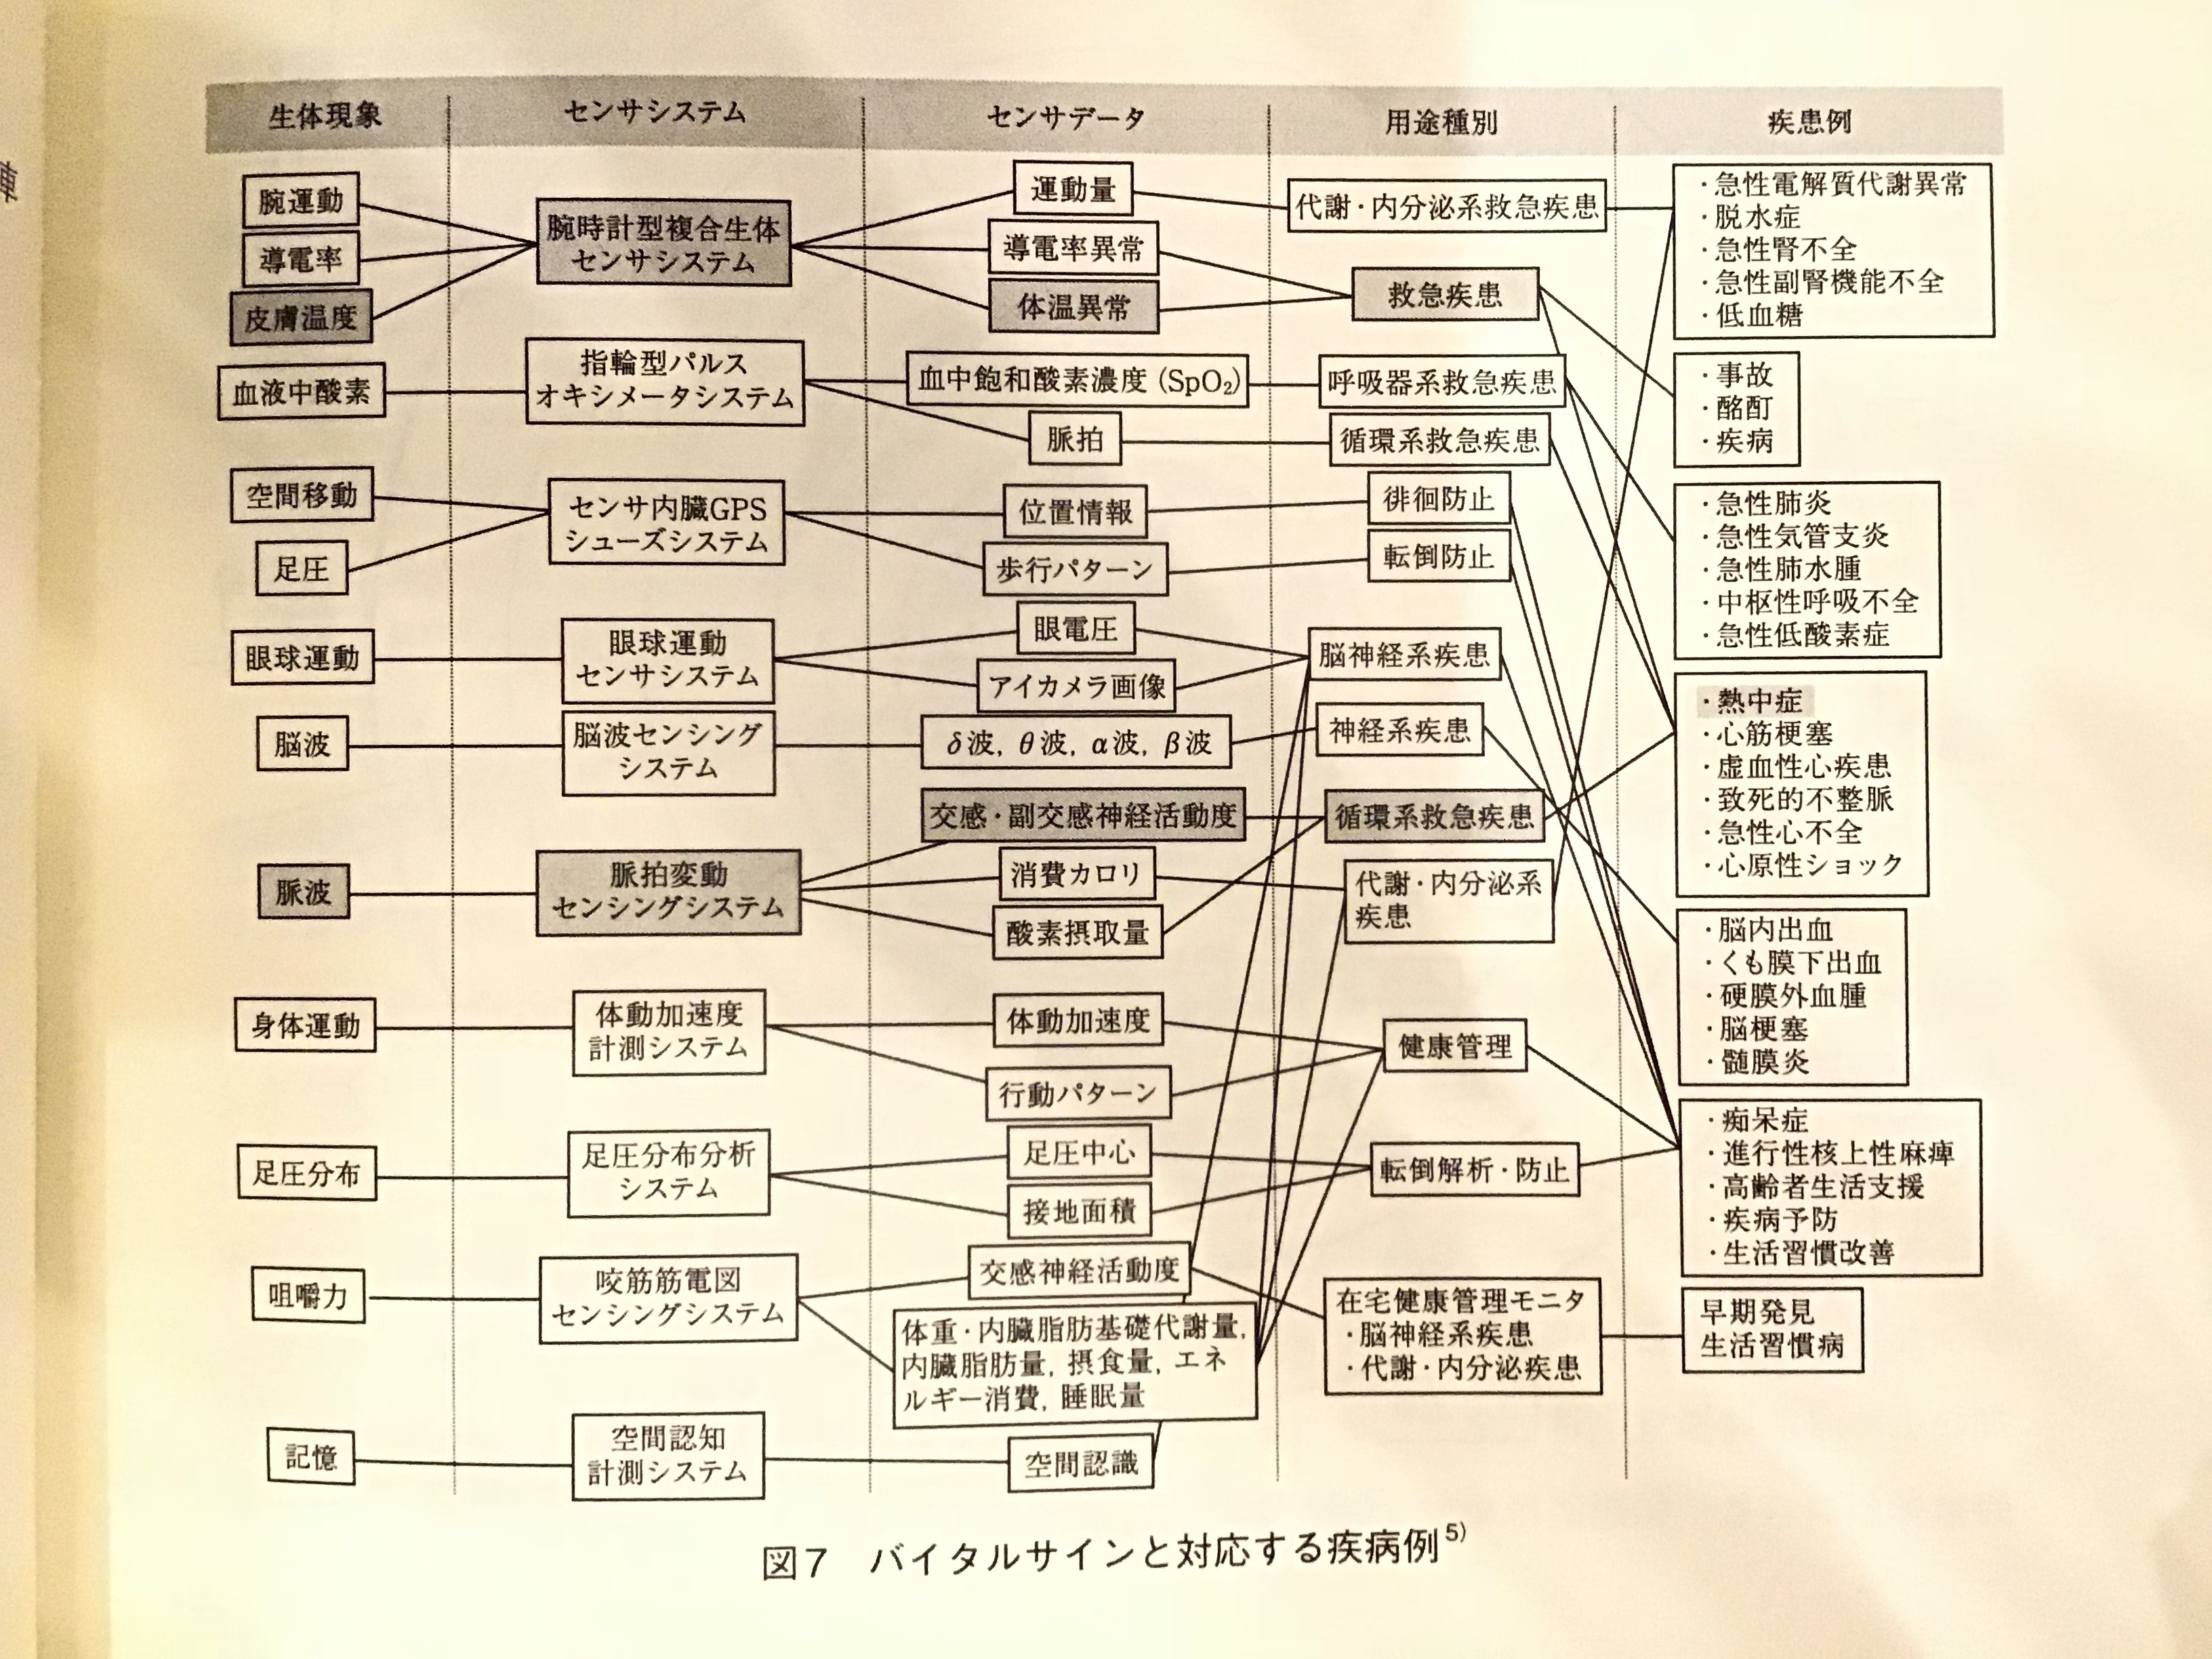 生体現象
センサシステム
センサデータ
用途種別
疾患例
腕運動
導電率
皮膚温度
血液中酸素
空間移動
足圧
眼球運動
脳波
脈波
身体運動
足圧分布
咀嚼力
記憶
腕時計型複合生体
センサシステム
指輪型パルス
オキシメータシステム
センサ内臓GPS
シューズシステム
眼球運動
センサシステム
脳波センシング
システム
脈拍変動
センシングシステム
体動加速度
計測システム
足圧分布分析
システム
咬筋筋電図
センシングシステム
空間認知
計測システム
運動量
導電率異常
体温異常
血中飽和酸素濃度 (SpO₂)
脈拍
位置情報
歩行パターン
眼電圧
アイカメラ画像
δ波, θ波, α波, β波
交感・副交感神経活動度
消費カロリ
酸素摂取量
体動加速度
行動パターン
足圧中心
接地面積
交感神経活動度
体重・内臓脂肪基礎代謝量,
内臓脂肪量, 摂食量, エネ
ルギー消費, 睡眠量
空間認識
代謝・内分泌系救急疾患
救急疾患
呼吸器系救急疾患
循環系救急疾患
徘徊防止
転倒防止
脳神経系疾患
神経系疾患
循環系救急疾患
代謝・内分泌系
疾患
健康管理
転倒解析・防止
在宅健康管理モニタ
・脳神経系疾患
・代謝・内分泌疾患
・急性電解質代謝異常
・脱水症
・急性腎不全
・急性副腎機能不全
・低血糖
・事故
・酩酊
・疾病
・急性肺炎
・急性気管支炎
・急性肺水腫
・中枢性呼吸不全
・急性低酸素症
・熱中症
・心筋梗塞
・虚血性心疾患
・致死的不整脈
・急性心不全
・心原性ショック
・脳内出血
・くも膜下出血
・硬膜外血腫
・脳梗塞
・髄膜炎
・痴呆症
・進行性核上性麻痺
・高齢者生活支援
・疾病予防
・生活習慣改善
早期発見
生活習慣病
図7　バイタルサインと対応する疾病例5)